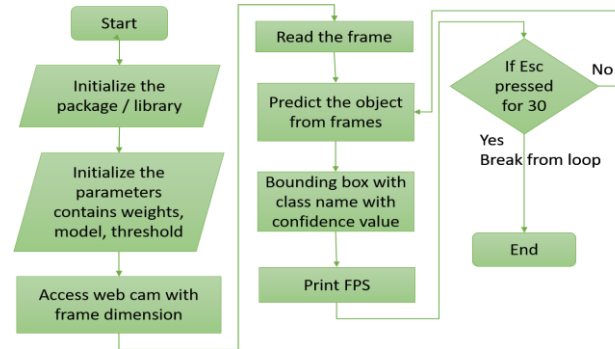 Start
Initialize the
package / library
Initialize the
parameters
contains weights,
model, threshold
Access web cam with
frame dimension
Read the frame
Predict the object
from frames
Bounding box with
class name with
confidence value
Print FPS
If Esc
pressed
for 30
No
Yes
Break from loop
End